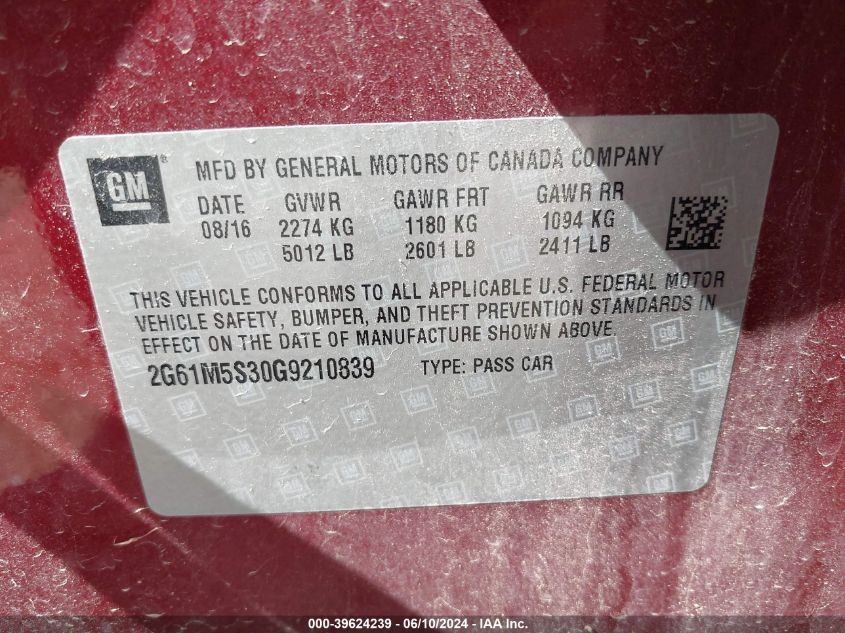 GM
MFD BY GENERAL MOTORS OF CANADA COMPANY
DATE GVWR GAWR FRT GAWR RR
08/16 2274 KG 1180 KG 1094 KG
5012 LB 2601 LB 2411 LB
THIS VEHICLE CONFORMS TO ALL APPLICABLE U.S. FEDERAL MOTOR
VEHICLE SAFETY, BUMPER, AND THEFT PREVENTION STANDARDS IN
EFFECT ON THE DATE OF MANUFACTURE SHOWN ABOVE.
2G61M5S30G9210839 TYPE: PASS CAR
000-39624239 - 06/10/2024 - IAA Inc.